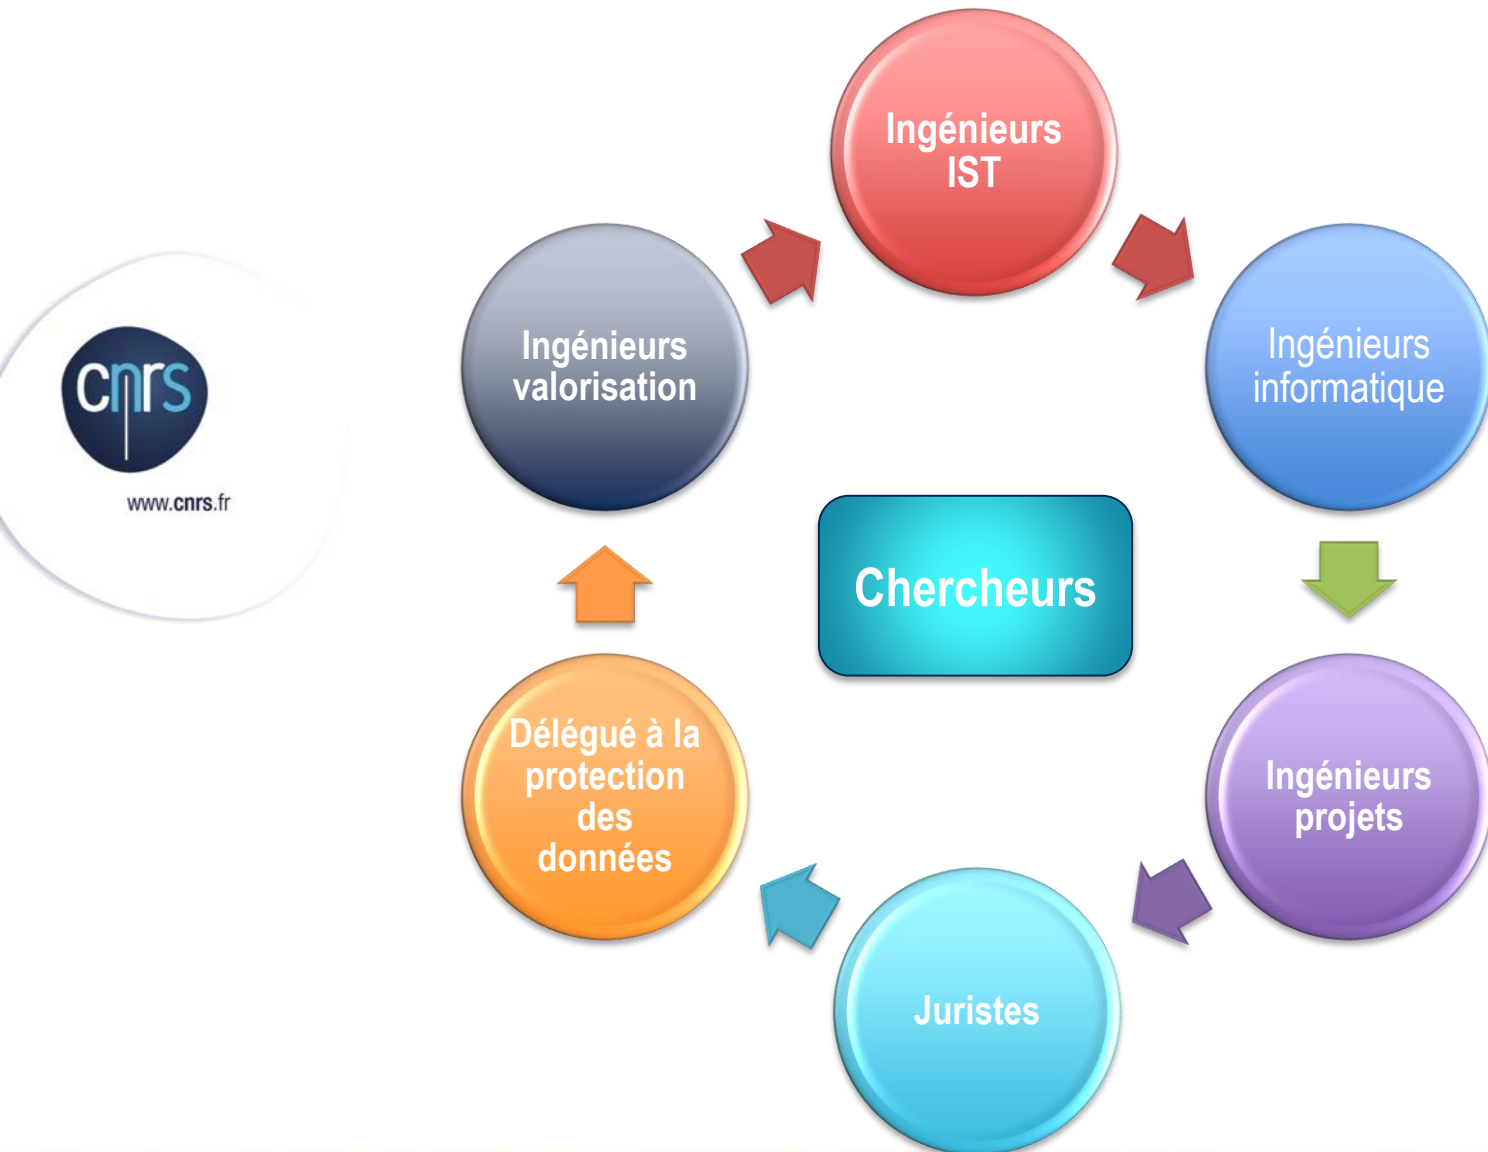 Ingénieurs
IST
Ingénieurs
valorisation
Ingénieurs
informatique
cnrs
www.cnrs.fr
Chercheurs
Délégué à la
protection
des
données
Ingénieurs
projets
Juristes